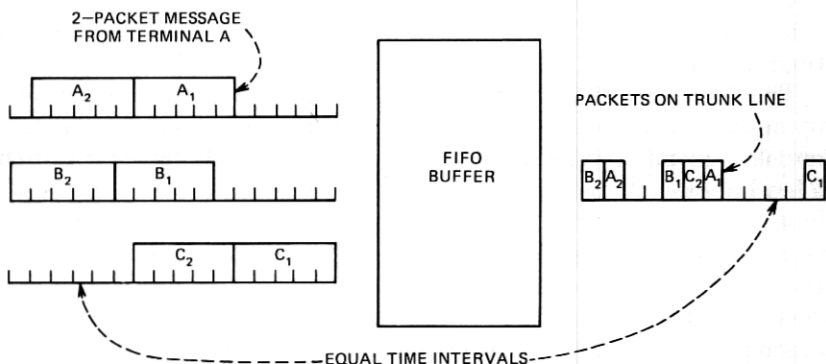 2–PACKET MESSAGE
FROM TERMINAL A
A₂ A₁
B₂ B₁
C₂ C₁
FIFO
BUFFER
PACKETS ON TRUNK LINE
B₂ A₂ B₁ C₂ A₁ C₁
EQUAL TIME INTERVALS